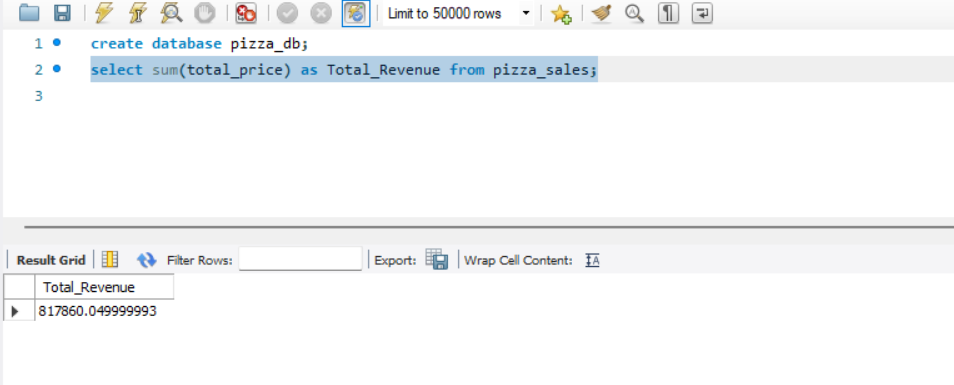 Limit to 50000 rows
1 create database pizza_db;
2 select sum(total_price) as Total_Revenue from pizza_sales;
3
Result Grid Filter Rows: Export: Wrap Cell Content: IA
Total_Revenue
817860.049999993